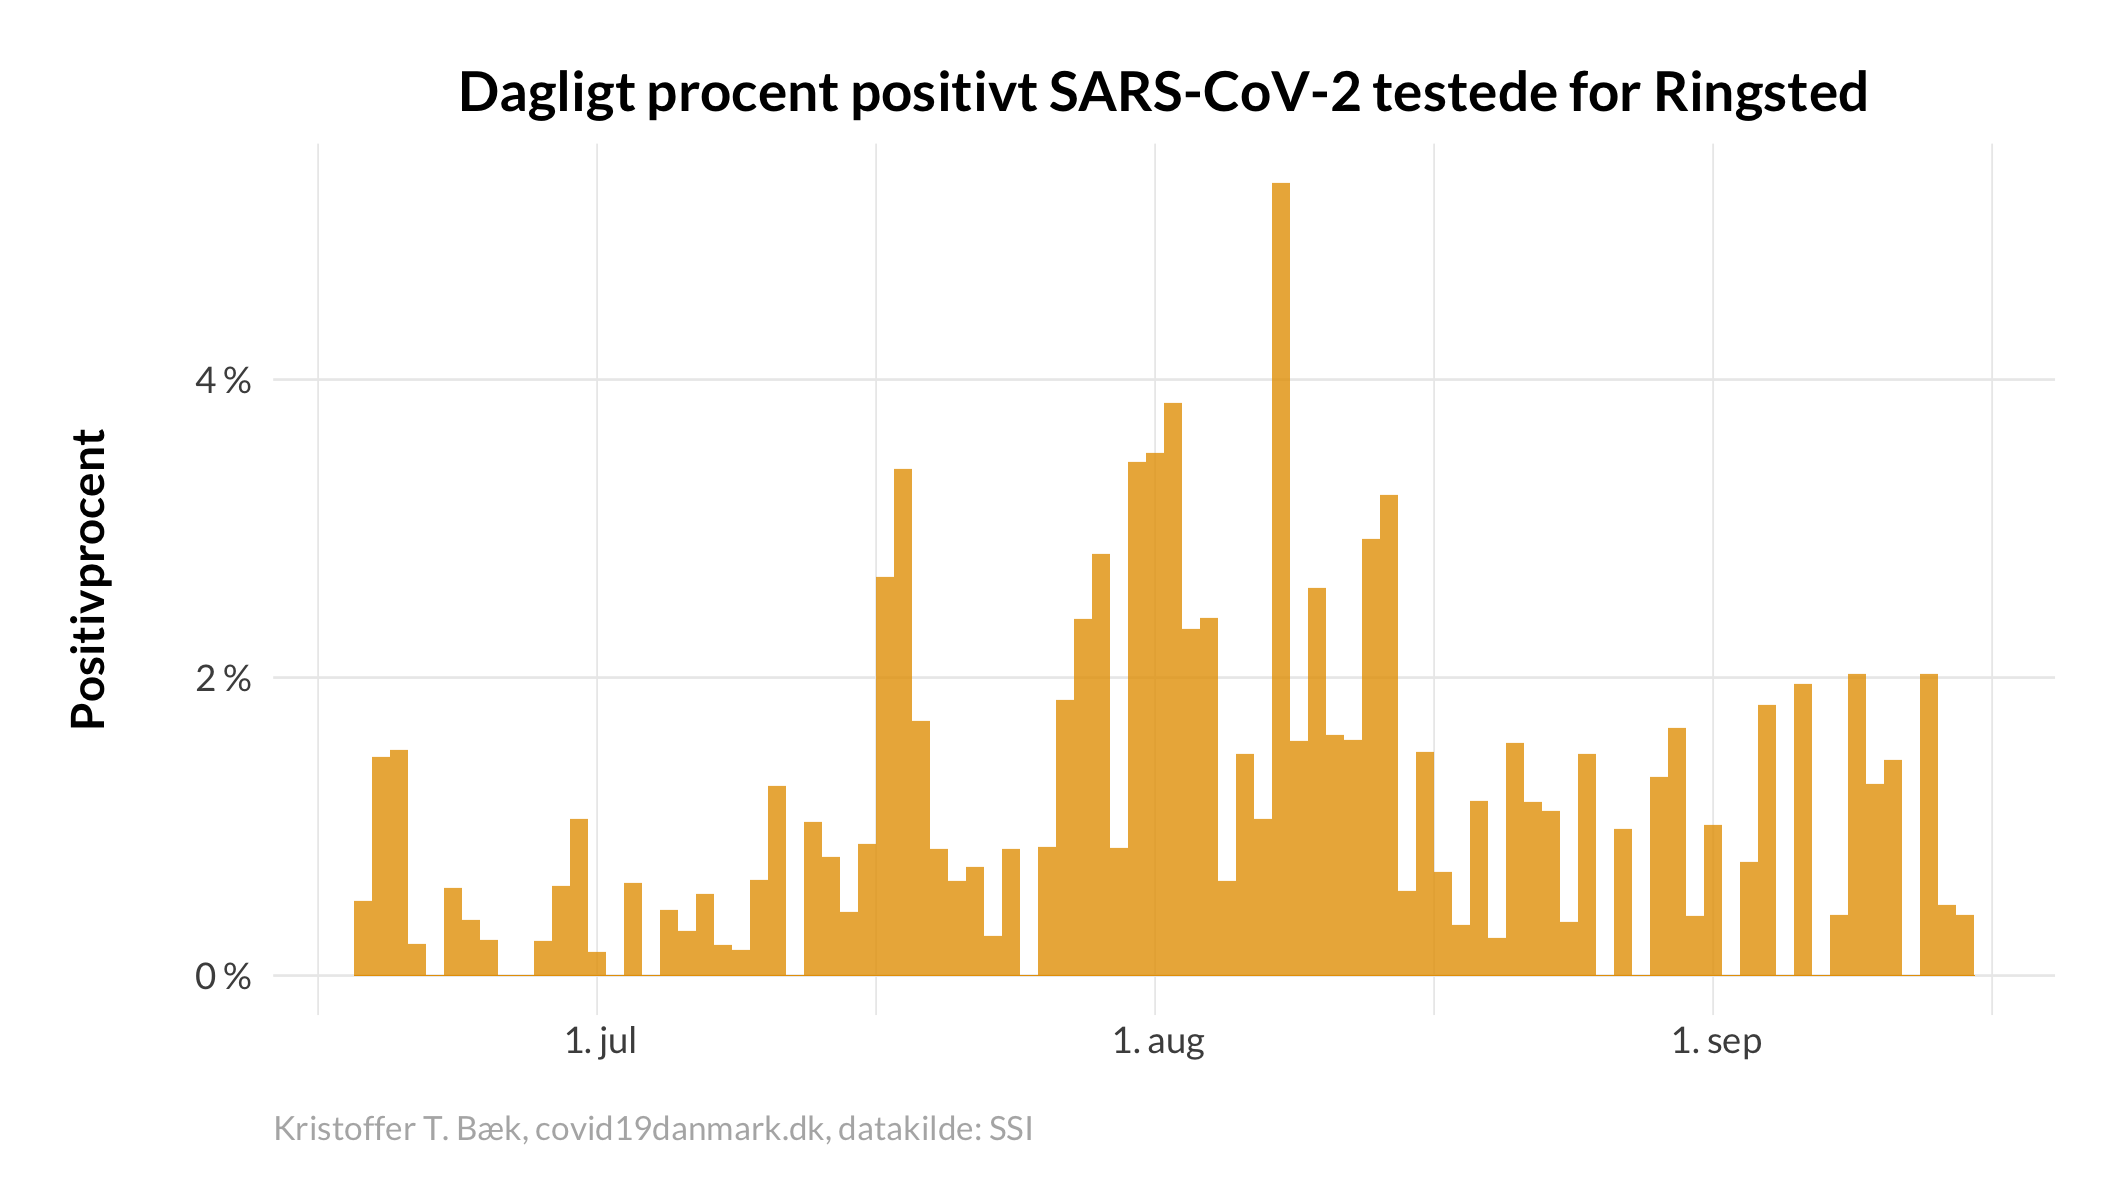 Dagligt procent positivt SARS-CoV-2 testede for Ringsted
Positivprocent
4 %
2 %
0 %
1. jul
1. aug
1. sep
Kristoffer T. Bæk, covid19danmark.dk, datakilde: SSI